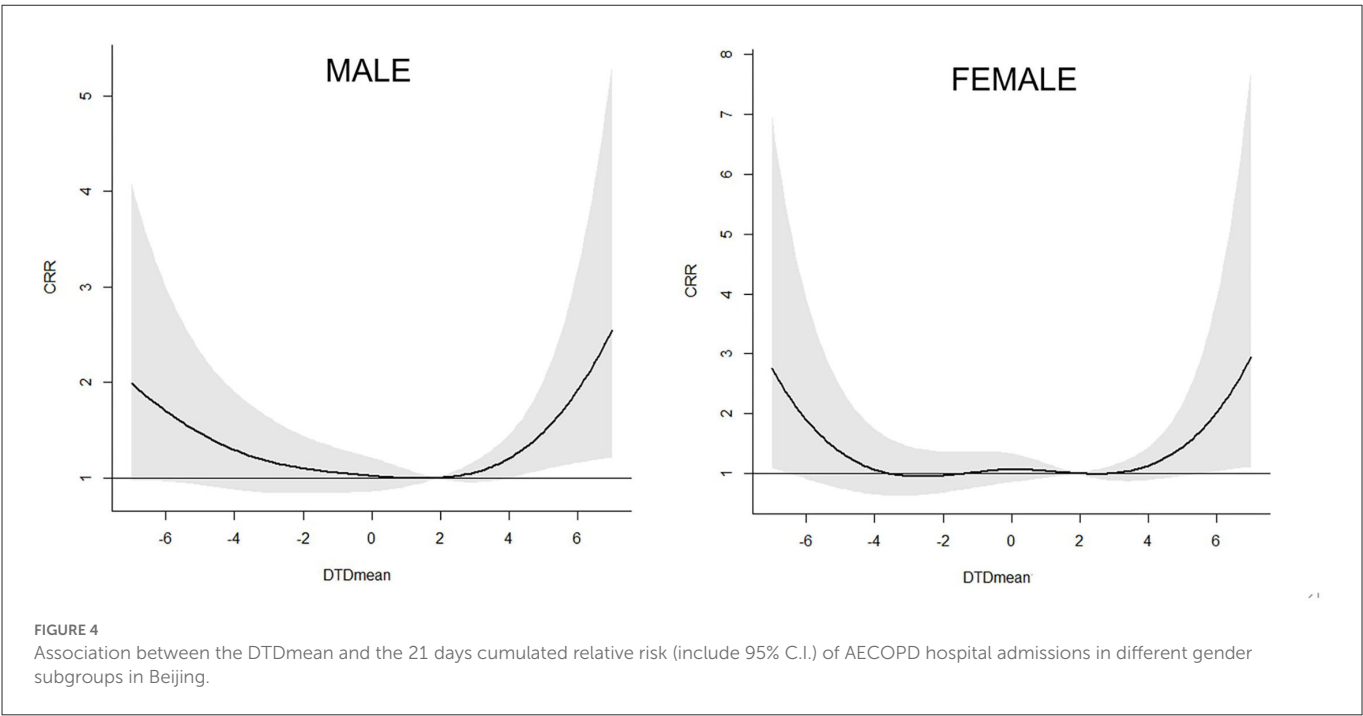 MALE
5
4
3
2
1
CRR
-6 -4 -2 0 2 4 6
DTDmean
FEMALE
8
7
6
5
4
3
2
1
CRR
-6 -4 -2 0 2 4 6
DTDmean
FIGURE 4
Association between the DTDmean and the 21 days cumulated relative risk (include 95% C.I.) of AECOPD hospital admissions in different gender
subgroups in Beijing.